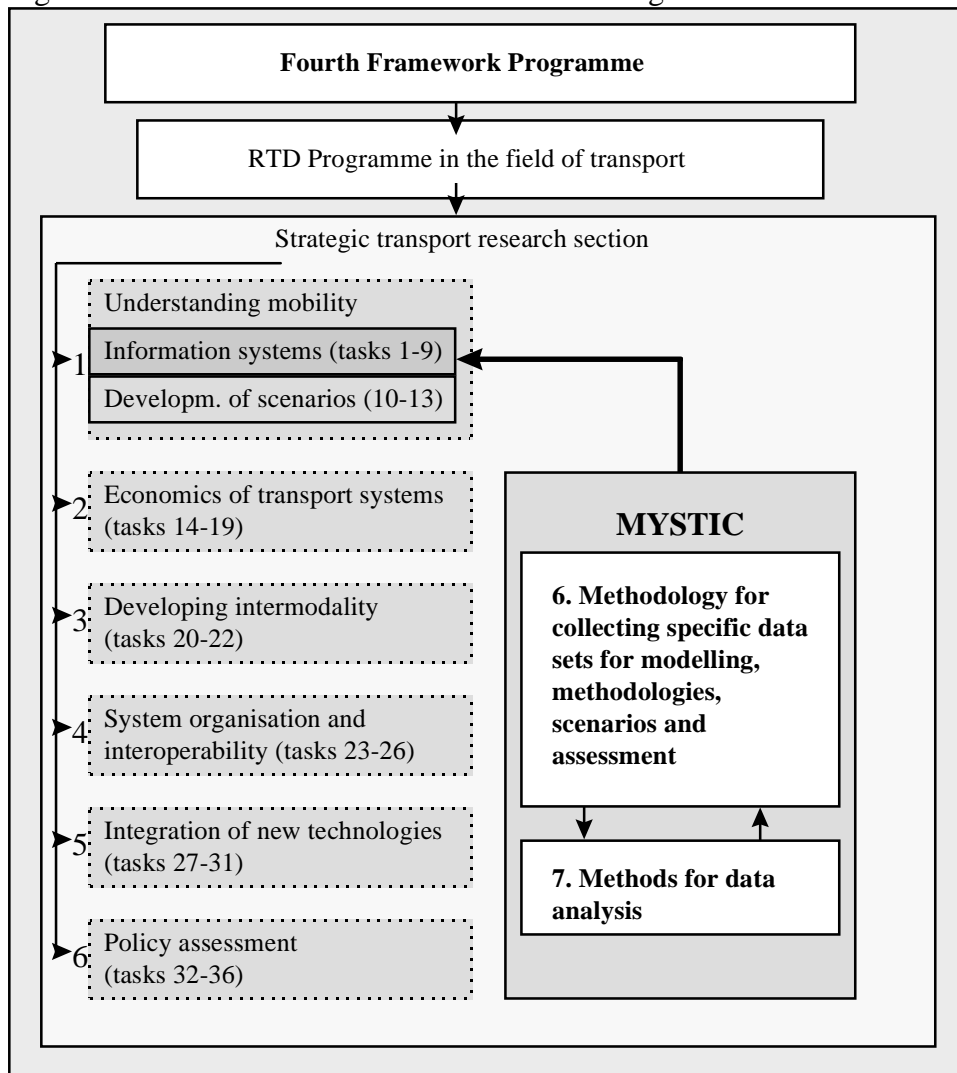 Fourth Framework Programme
RTD Programme in the field of transport
Strategic transport research section
Understanding mobility
1
Information systems (tasks 1-9)
Developm. of scenarios (10-13)
2
Economics of transport systems
(tasks 14-19)
3
Developing intermodality
(tasks 20-22)
4
System organisation and
interoperability (tasks 23-26)
5
Integration of new technologies
(tasks 27-31)
6
Policy assessment
(tasks 32-36)
MYSTIC
6. Methodology for
collecting specific data
sets for modelling,
methodologies,
scenarios and
assessment
7. Methods for data
analysis